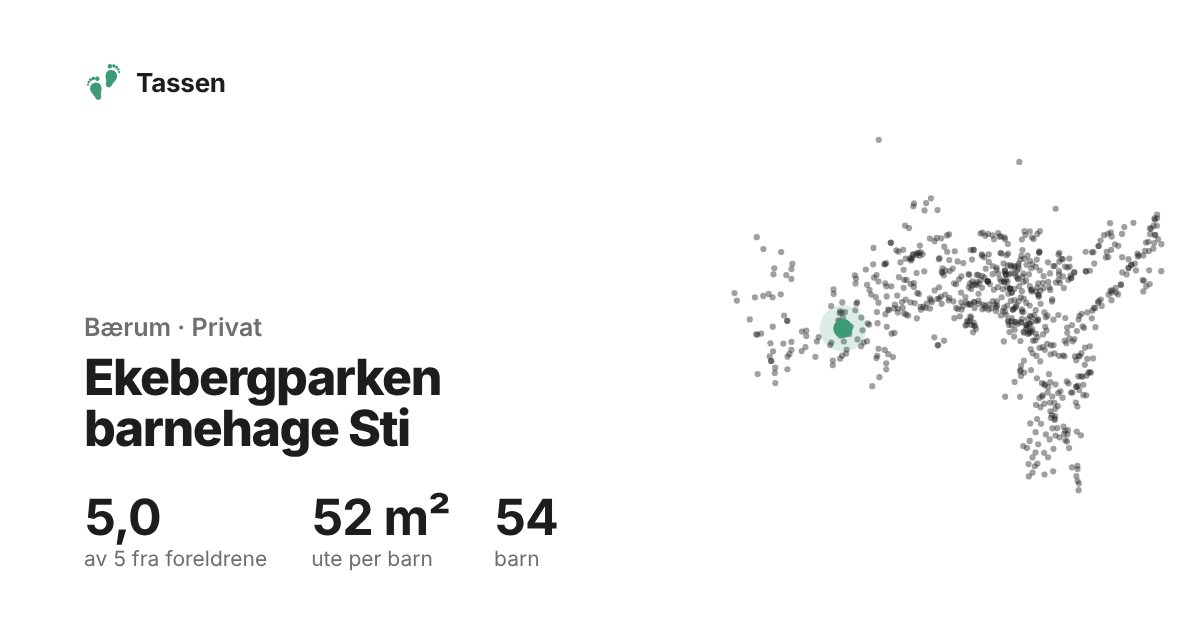 Tassen
Bærum · Privat
Ekebergparken
barnehage Sti
5,0
av 5 fra foreldrene
52 m²
ute per barn
54
barn